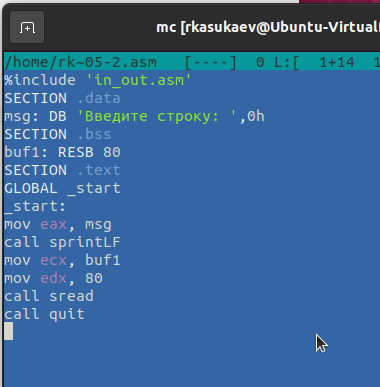 mc [rkasukaev@Ubuntu-Virtual
/home/rk~05-2.asm [----] 0 L:[ 1+14 1
%include 'in_out.asm'
SECTION .data
msg: DB 'Введите строку: ',0h
SECTION .bss
buf1: RESB 80
SECTION .text
GLOBAL _start
_start:
mov eax, msg
call sprintLF
mov ecx, buf1
mov edx, 80
call sread
call quit